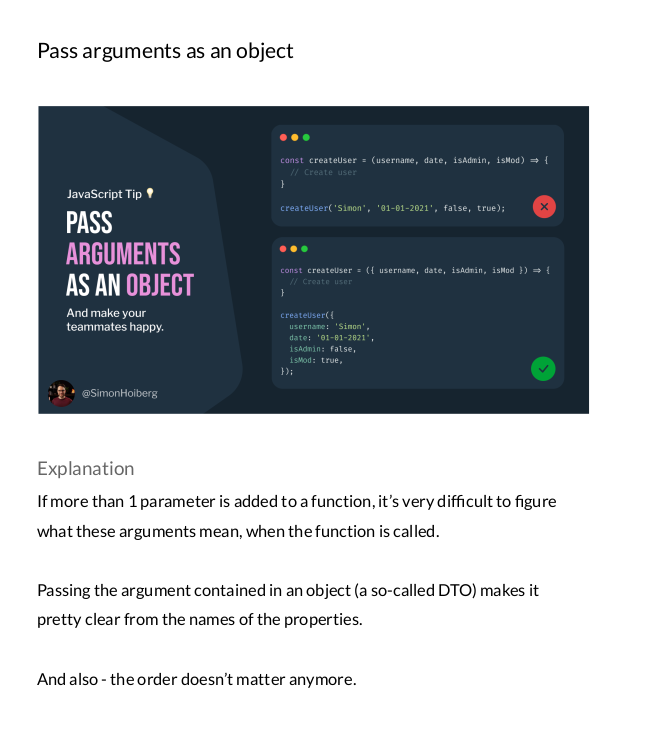 Pass arguments as an object
JavaScript Tip
PASS
ARGUMENTS
AS AN OBJECT
And make your
teammates happy.
@SimonHoiberg
const createUser = (username, date, isAdmin, isMod) => {
// Create user
}
createUser('Simon', '01-01-2021', false, true);
const createUser = ({ username, date, isAdmin, isMod }) => {
// Create user
}
createUser({
username: 'Simon',
date: '01-01-2021',
isAdmin: false,
isMod: true,
});
Explanation
If more than 1 parameter is added to a function, it’s very difficult to figure
what these arguments mean, when the function is called.
Passing the argument contained in an object (a so-called DTO) makes it
pretty clear from the names of the properties.
And also - the order doesn’t matter anymore.